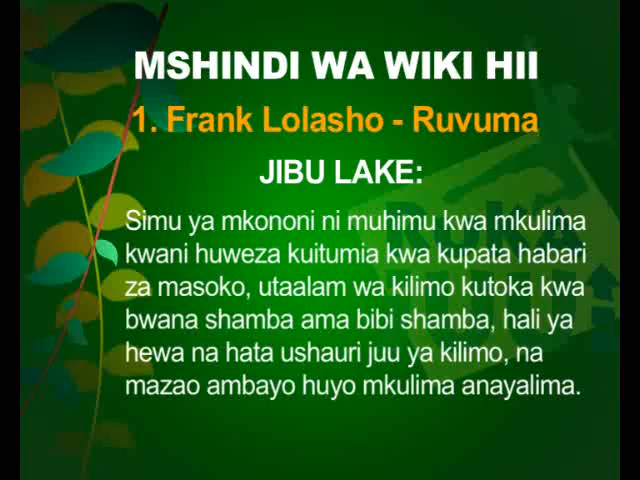 MSHINDI WA WIKI HII
1. Frank Lolasho - Ruvuma
JIBU LAKE:
Simu ya mkononi ni muhimu kwa mkulima
kwani huweza kuitumia kwa kupata habari
za masoko, utaalam wa kilimo kutoka kwa
bwana shamba ama bibi shamba, hali ya
hewa na hata ushauri juu ya kilimo, na
mazao ambayo huyo mkulima anayalima.